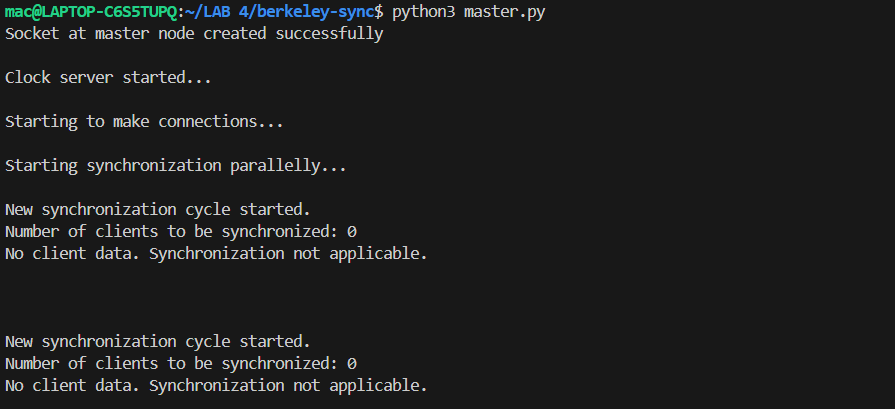 mac@LAPTOP-C6S5TUPQ:~/LAB 4/berkeley-sync$ python3 master.py
Socket at master node created successfully
Clock server started...
Starting to make connections...
Starting synchronization parallelly...
New synchronization cycle started.
Number of clients to be synchronized: 0
No client data. Synchronization not applicable.
New synchronization cycle started.
Number of clients to be synchronized: 0
No client data. Synchronization not applicable.